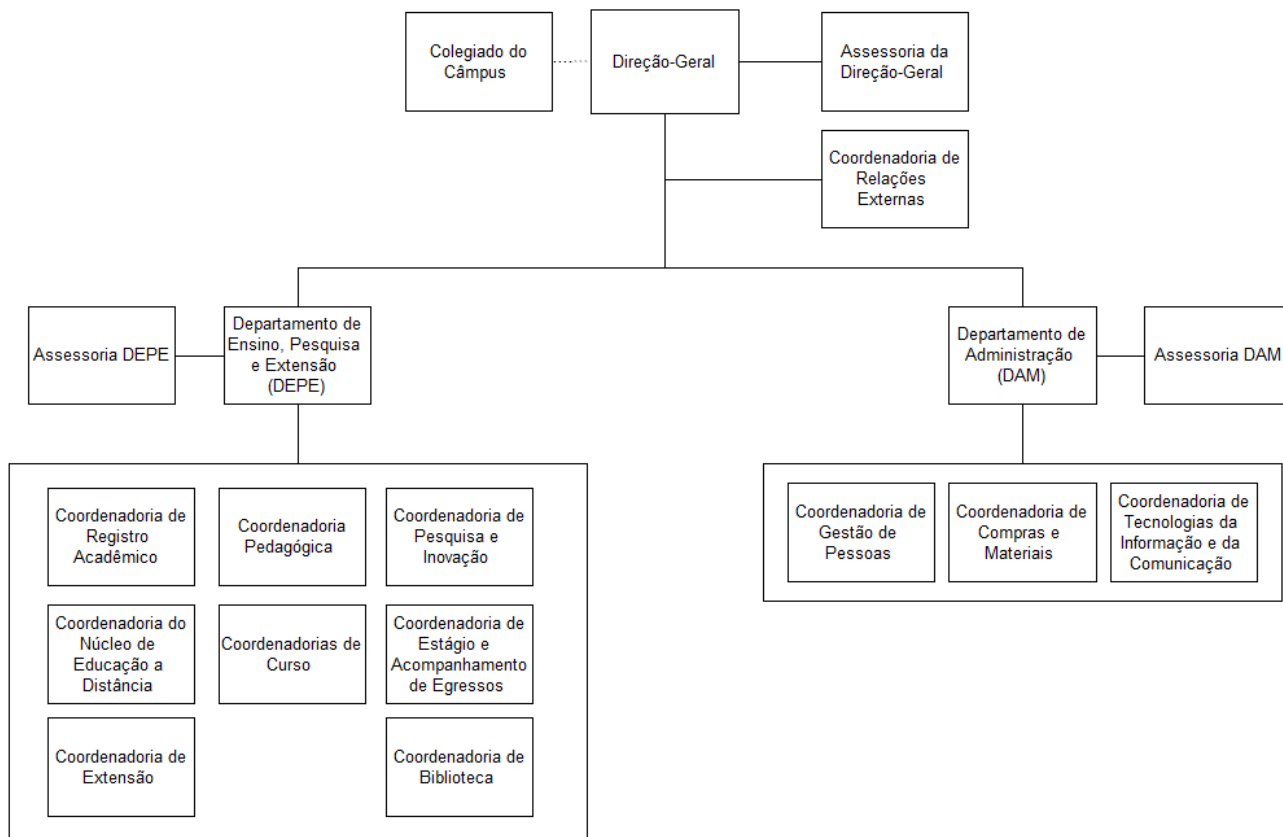 Colegiado do
Câmpus
Direção-Geral
Assessoria da
Direção-Geral
Coordenadoria de
Relações
Externas
Assessoria DEPE
Departamento de
Ensino, Pesquisa
e Extensão
(DEPE)
Departamento de
Administração
(DAM)
Assessoria DAM
Coordenadoria de
Registro
Acadêmico
Coordenadoria
Pedagógica
Coordenadoria de
Pesquisa e
Inovação
Coordenadoria do
Núcleo de
Educação a
Distância
Coordenadorias de
Curso
Coordenadoria de
Estágio e
Acompanhamento
de Egressos
Coordenadoria de
Extensão
Coordenadoria de
Biblioteca
Coordenadoria de
Gestão de
Pessoas
Coordenadoria de
Compras e
Materiais
Coordenadoria de
Tecnologias da
Informação e da
Comunicação